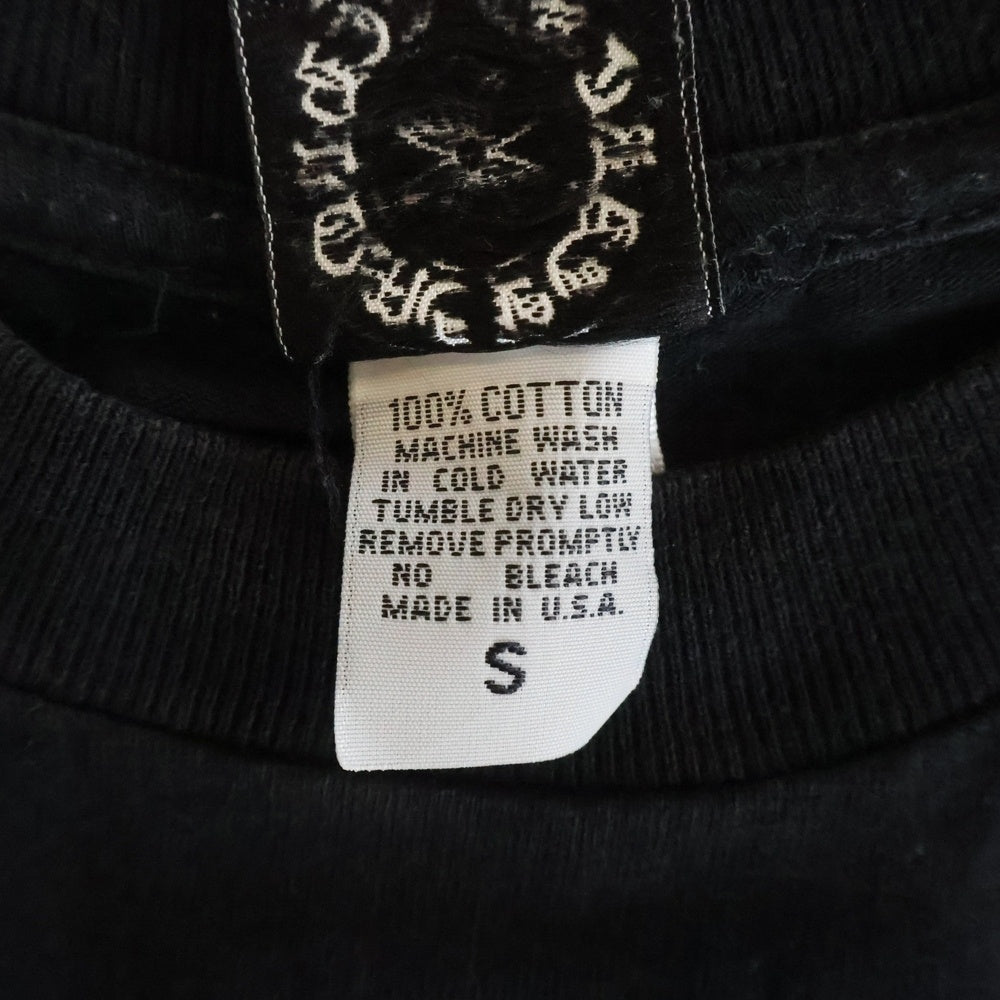 100% COTTON
MACHINE WASH
IN COLD WATER
TUMBLE DRY LOW
REMOVE PROMPTLY
NO BLEACH
MADE IN U.S.A.
S